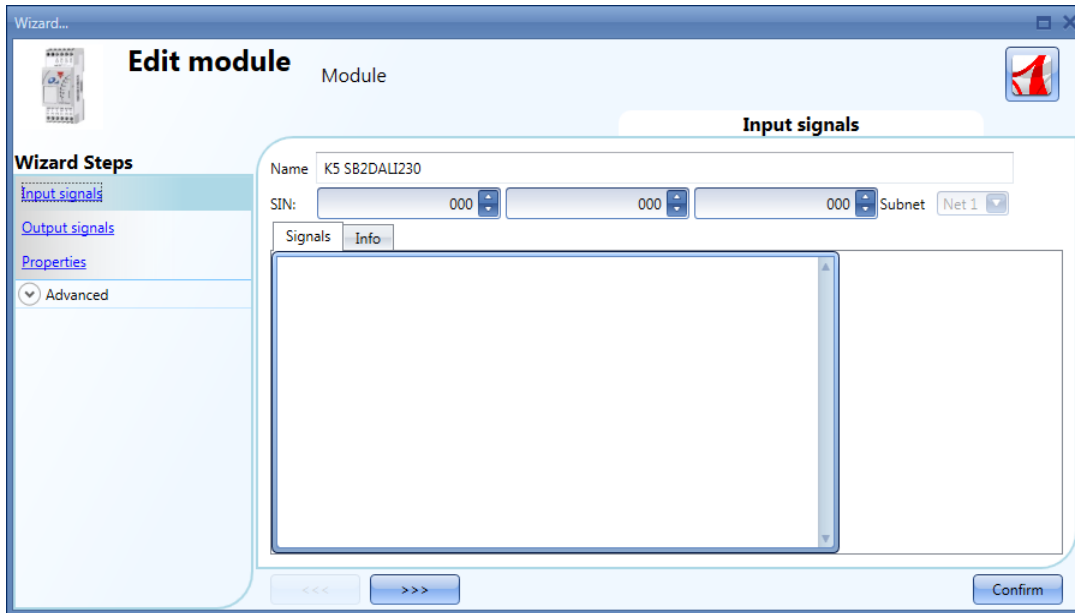 Wizard...
Edit module
Module
Input signals
Wizard Steps
Input signals
Output signals
Properties
Advanced
Name K5 SB2DALI230
SIN: 000 000 000 Subnet Net 1
Signals Info
<<< >>> Confirm